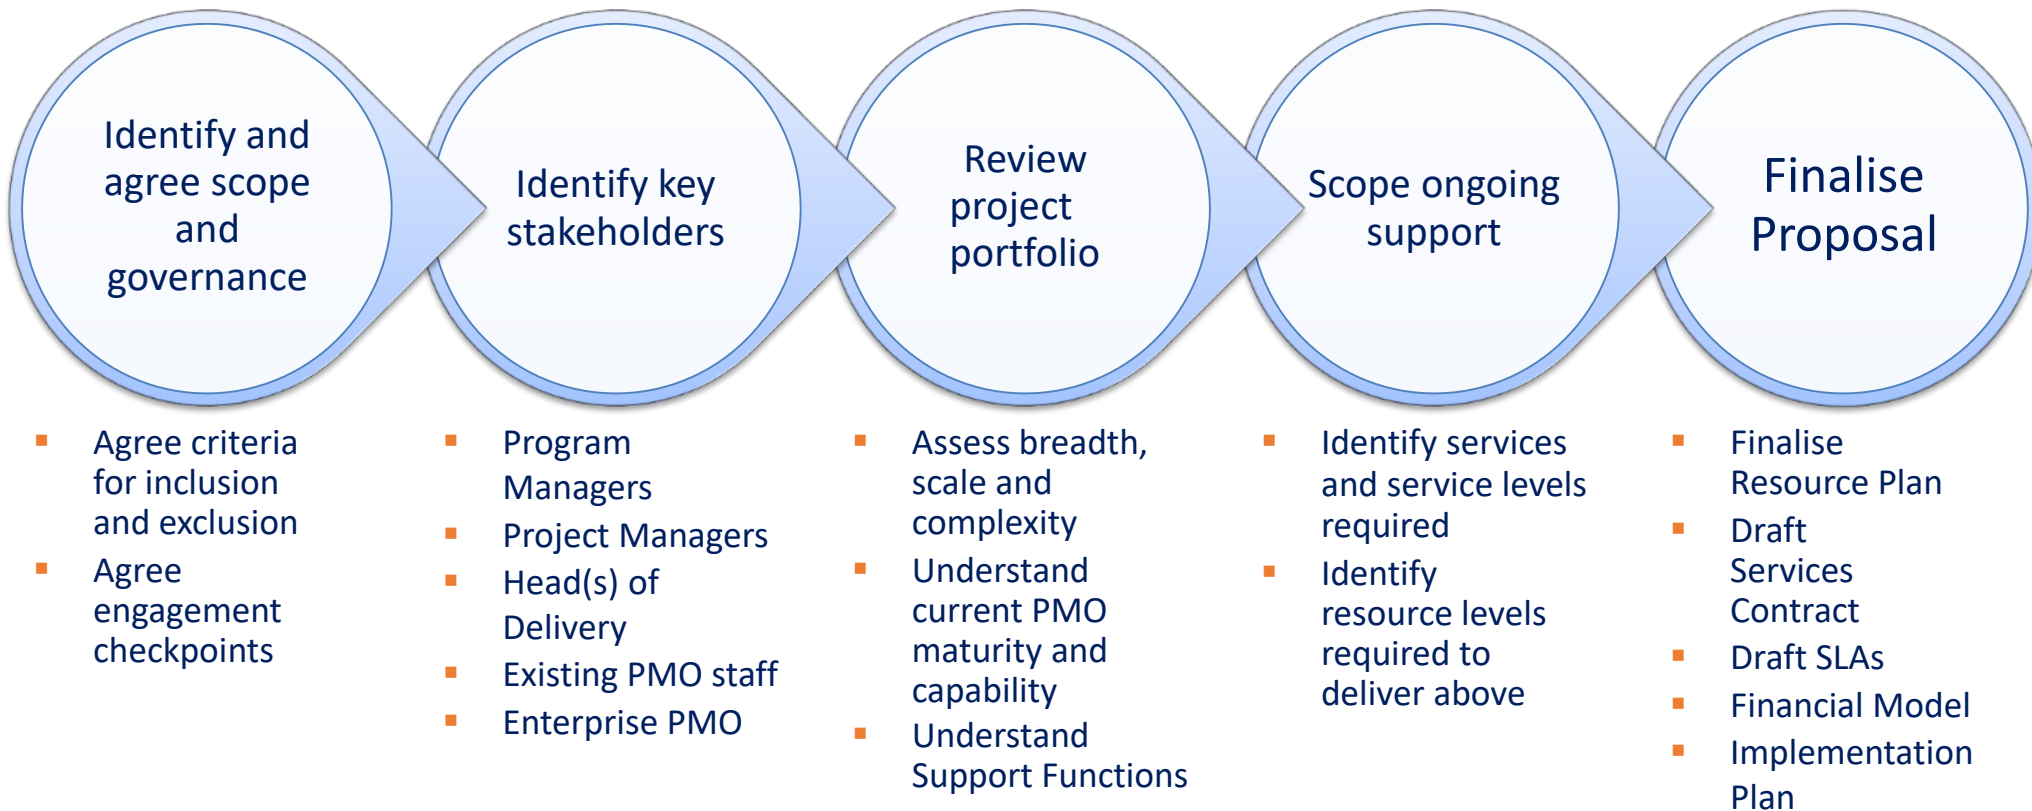 Identify and
agree scope
and
governance
Identify key
stakeholders
Review
project
portfolio
Scope ongoing
support
Finalise
Proposal
Agree criteria
for inclusion
and exclusion
Agree
engagement
checkpoints
Program
Managers
Project Managers
Head(s) of
Delivery
Existing PMO staff
Enterprise PMO
Assess breadth,
scale and
complexity
Understand
current PMO
maturity and
capability
Understand
Support Functions
Identify services
and service levels
required
Identify
resource levels
required to
deliver above
Finalise
Resource Plan
Draft
Services
Contract
Draft SLAs
Financial Model
Implementation
Plan